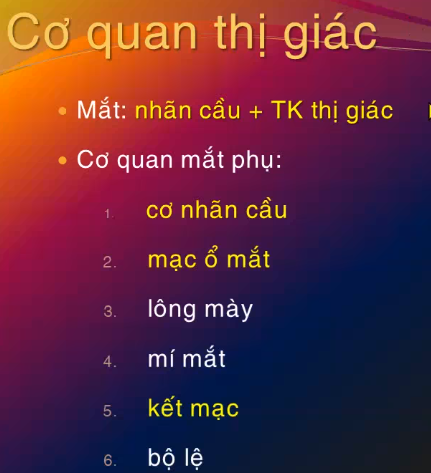 Cơ quan thị giác
• Mắt: nhãn cầu + TK thị giác
• Cơ quan mắt phụ:
1. cơ nhãn cầu
2. mạc ổ mắt
3. lông mày
4. mí mắt
5. kết mạc
6. bộ lệ